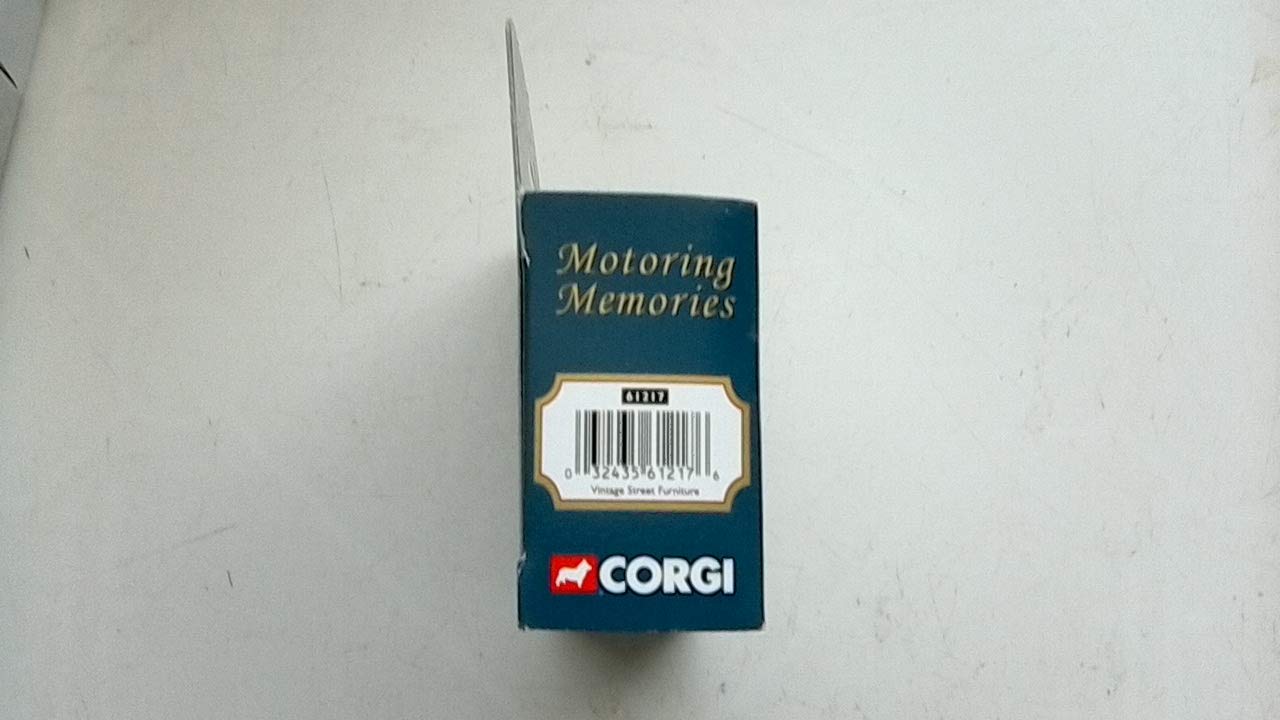 Motoring
Memories
61217
0 32435 61217 6
Vintage Street Furniture
CORGI